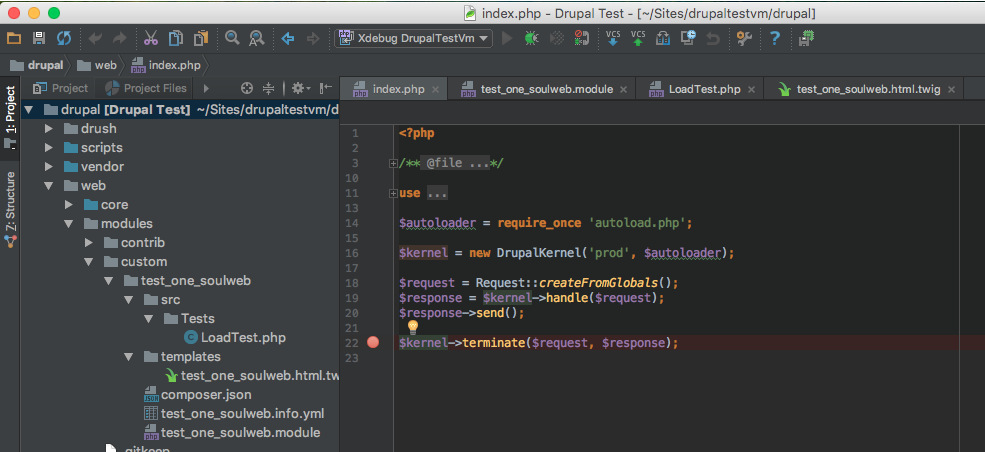 index.php - Drupal Test - [~/Sites/drupaltestvm/drupal]
Xdebug DrupalTestVm
VCS VCS
drupal web index.php
Project Project Files
index.php test_one_soulweb.module LoadTest.php test_one_soulweb.html.twig
1: Project
Z: Structure
drupal [Drupal Test] ~/Sites/drupaltestvm/d
drush
scripts
vendor
web
core
modules
contrib
custom
test_one_soulweb
src
Tests
LoadTest.php
templates
test_one_soulweb.html.tw
composer.json
test_one_soulweb.info.yml
test_one_soulweb.module
.gitkeep
1 <?php
2
3 /** @file ...*/
10
11 use ...
13
14 $autoloader = require_once 'autoload.php';
15
16 $kernel = new DrupalKernel('prod', $autoloader);
17
18 $request = Request::createFromGlobals();
19 $response = $kernel->handle($request);
20 $response->send();
21
22 $kernel->terminate($request, $response);
23